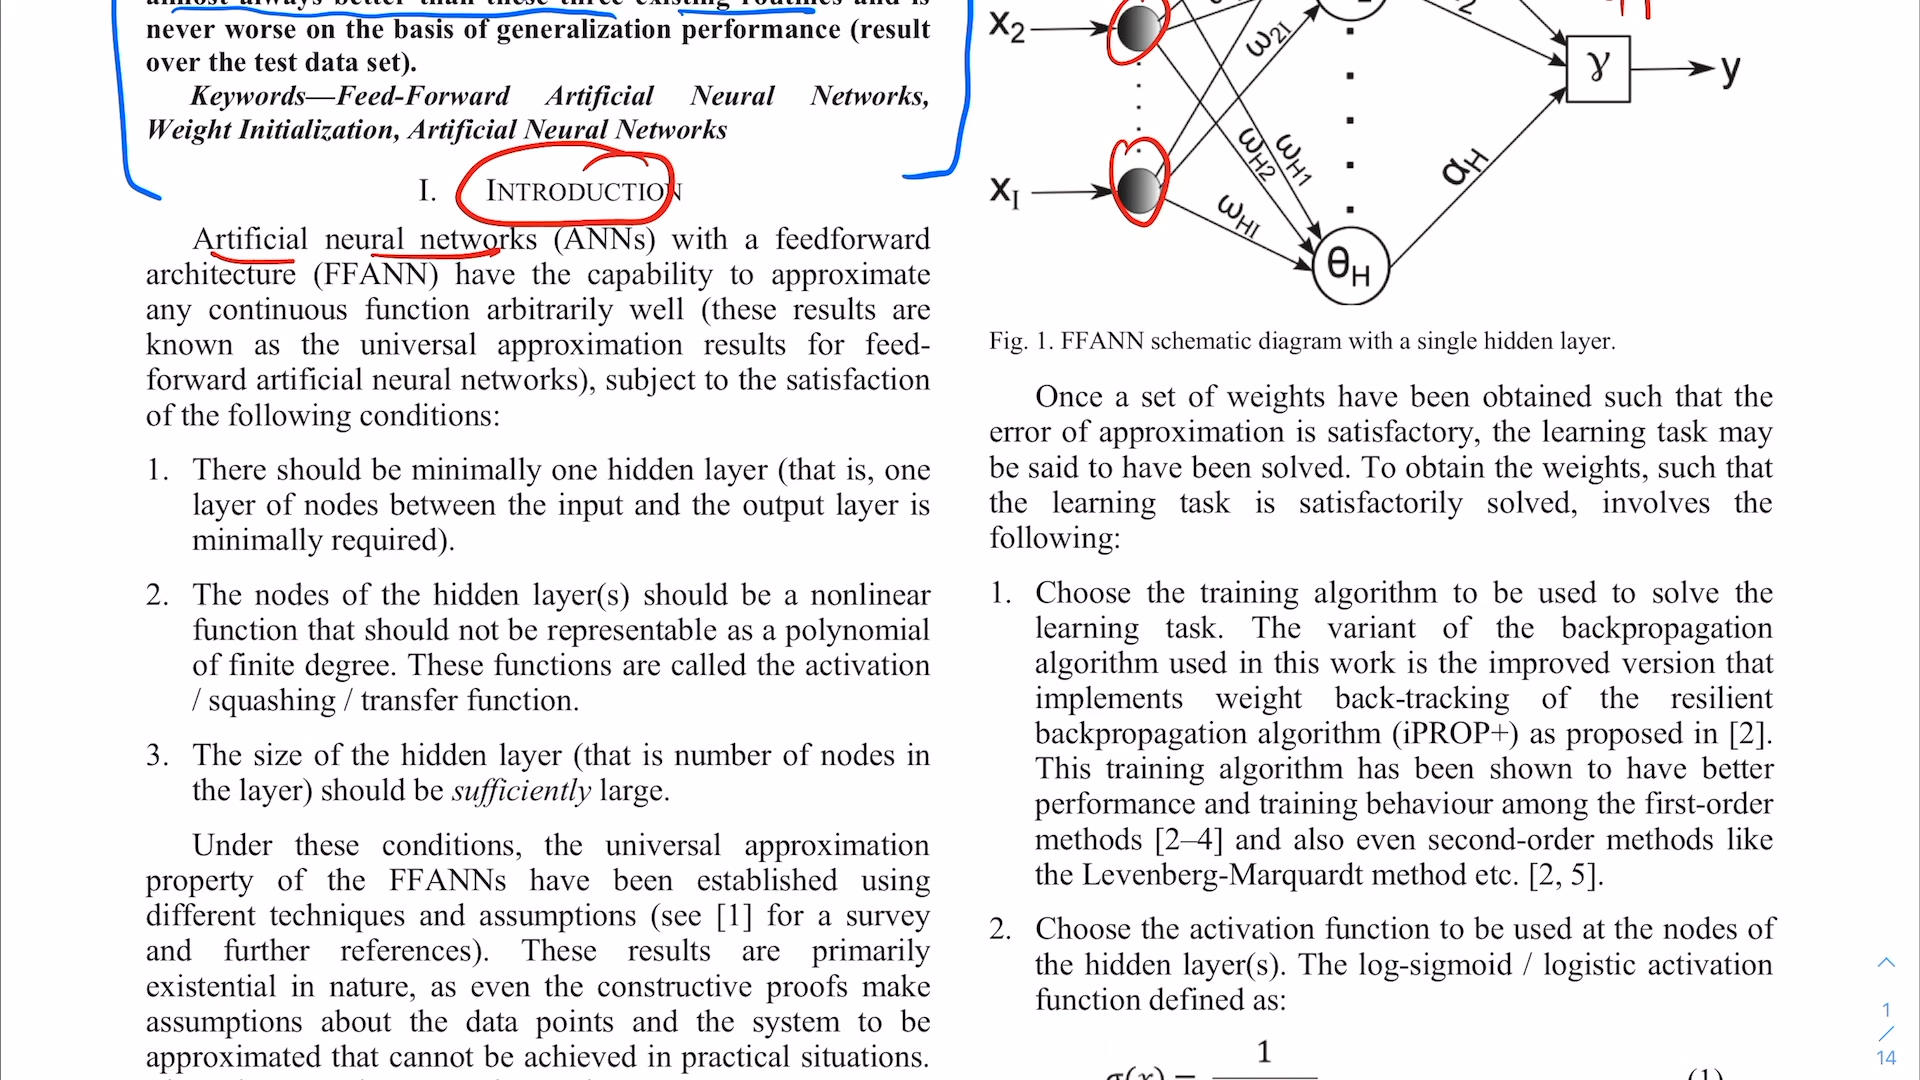 almost always better than these three existing routines and is
never worse on the basis of generalization performance (result
over the test data set).
Keywords—Feed-Forward Artificial Neural Networks,
Weight Initialization, Artificial Neural Networks
I. INTRODUCTION
Artificial neural networks (ANNs) with a feedforward
architecture (FFANN) have the capability to approximate
any continuous function arbitrarily well (these results are
known as the universal approximation results for feed-
forward artificial neural networks), subject to the satisfaction
of the following conditions:
1. There should be minimally one hidden layer (that is, one
layer of nodes between the input and the output layer is
minimally required).
2. The nodes of the hidden layer(s) should be a nonlinear
function that should not be representable as a polynomial
of finite degree. These functions are called the activation
/ squashing / transfer function.
3. The size of the hidden layer (that is number of nodes in
the layer) should be sufficiently large.
Under these conditions, the universal approximation
property of the FFANNs have been established using
different techniques and assumptions (see [1] for a survey
and further references). These results are primarily
existential in nature, as even the constructive proofs make
assumptions about the data points and the system to be
approximated that cannot be achieved in practical situations.
x2
ω2I
γ
y
ωH2
ωH1
αH
xI
ωHI
θH
Fig. 1. FFANN schematic diagram with a single hidden layer.
Once a set of weights have been obtained such that the
error of approximation is satisfactory, the learning task may
be said to have been solved. To obtain the weights, such that
the learning task is satisfactorily solved, involves the
following:
1. Choose the training algorithm to be used to solve the
learning task. The variant of the backpropagation
algorithm used in this work is the improved version that
implements weight back-tracking of the resilient
backpropagation algorithm (iPROP+) as proposed in [2].
This training algorithm has been shown to have better
performance and training behaviour among the first-order
methods [2–4] and also even second-order methods like
the Levenberg-Marquardt method etc. [2, 5].
2. Choose the activation function to be used at the nodes of
the hidden layer(s). The log-sigmoid / logistic activation
function defined as:
1
σ(x) = (1)
1
/
14